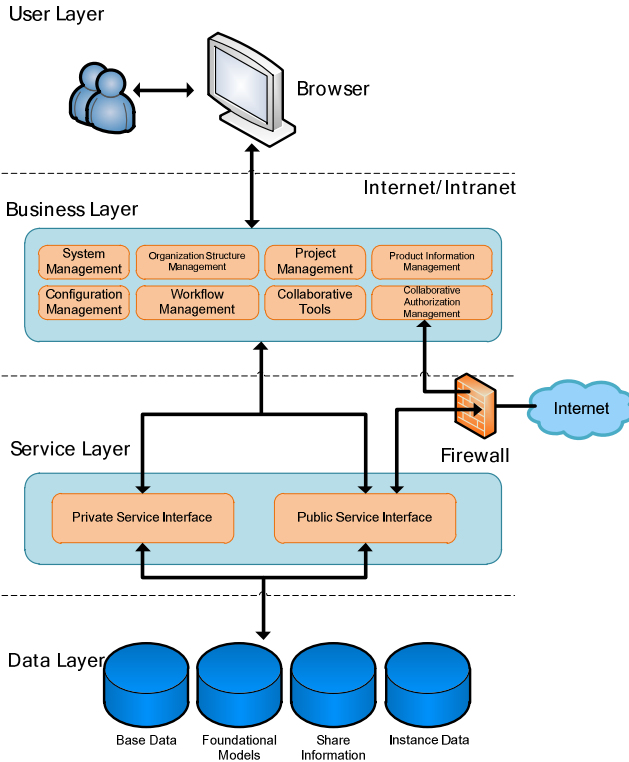 User Layer
Browser
Internet/Intranet
Business Layer
System
Management
Organization Structure
Management
Project
Management
Product Information
Management
Configuration
Management
Workflow
Management
Collaborative
Tools
Collaborative
Authorization
Management
Internet
Firewall
Service Layer
Private Service Interface
Public Service Interface
Data Layer
Base Data
Foundational
Models
Share
Information
Instance Data